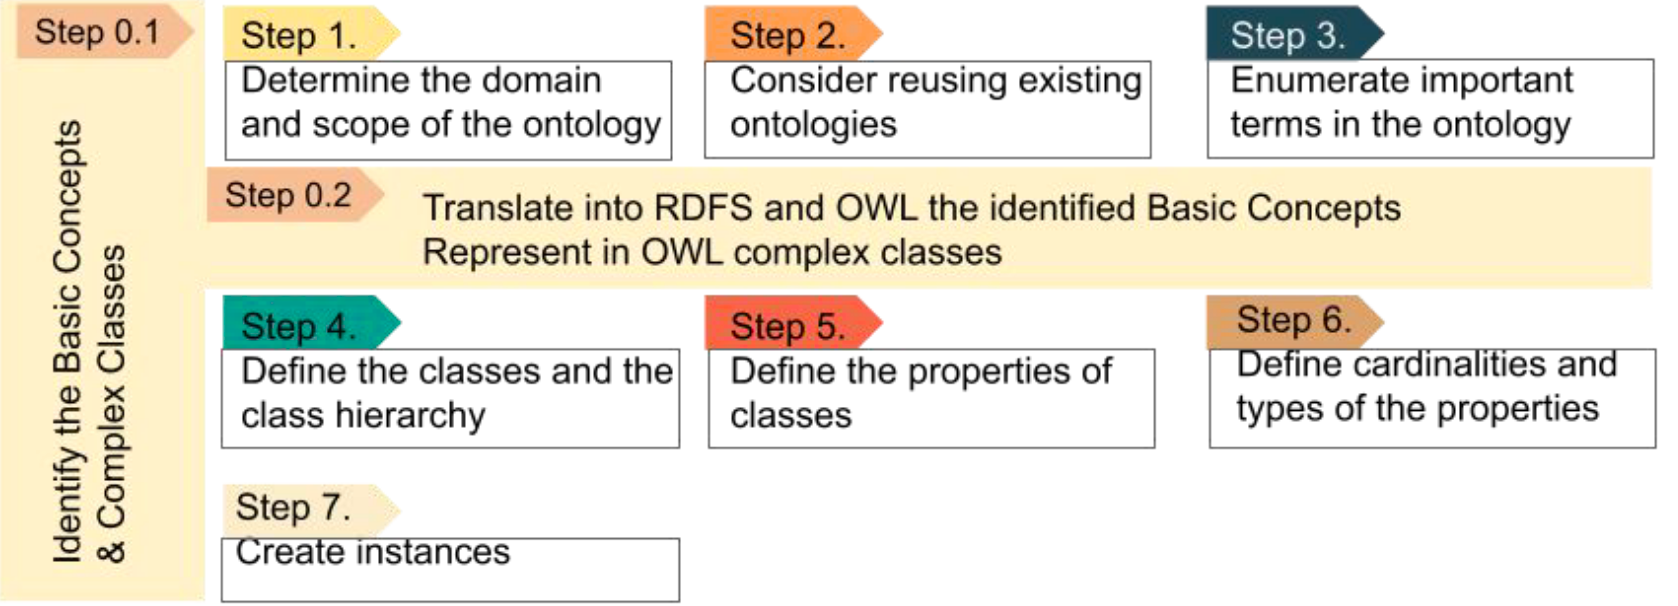 Step 0.1
Identify the Basic Concepts
& Complex Classes
Step 1.
Determine the domain
and scope of the ontology
Step 2.
Consider reusing existing
ontologies
Step 3.
Enumerate important
terms in the ontology
Step 0.2
Translate into RDFS and OWL the identified Basic Concepts
Represent in OWL complex classes
Step 4.
Define the classes and the
class hierarchy
Step 5.
Define the properties of
classes
Step 6.
Define cardinalities and
types of the properties
Step 7.
Create instances